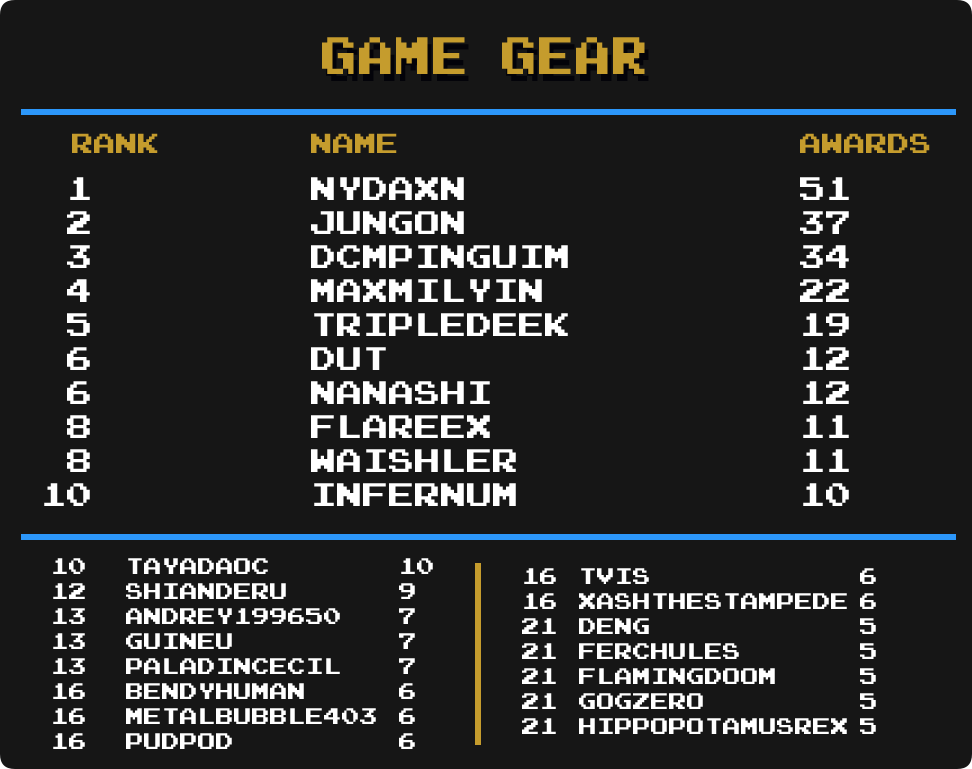 GAME GEAR
RANK NAME AWARDS
1 NYDAXN 51
2 JUNGON 37
3 DCMPINGUIM 34
4 MAXMILYIN 22
5 TRIPLEDEEK 19
6 DUT 12
6 NANASHI 12
8 FLAREEX 11
8 WAISHLER 11
10 INFERNUM 10
10 TAYADAOC 10
12 SHIANDERU 9
13 ANDREY199650 7
13 GUINEU 7
13 PALADINCECIL 7
16 BENDYHUMAN 6
16 METALBUBBLE403 6
16 PUDPOD 6
16 TVIS 6
16 XASHTHESTAMPEDE 6
21 DENG 5
21 FERCHULES 5
21 FLAMINGDOOM 5
21 GOGZERO 5
21 HIPPOPOTAMUSREX 5